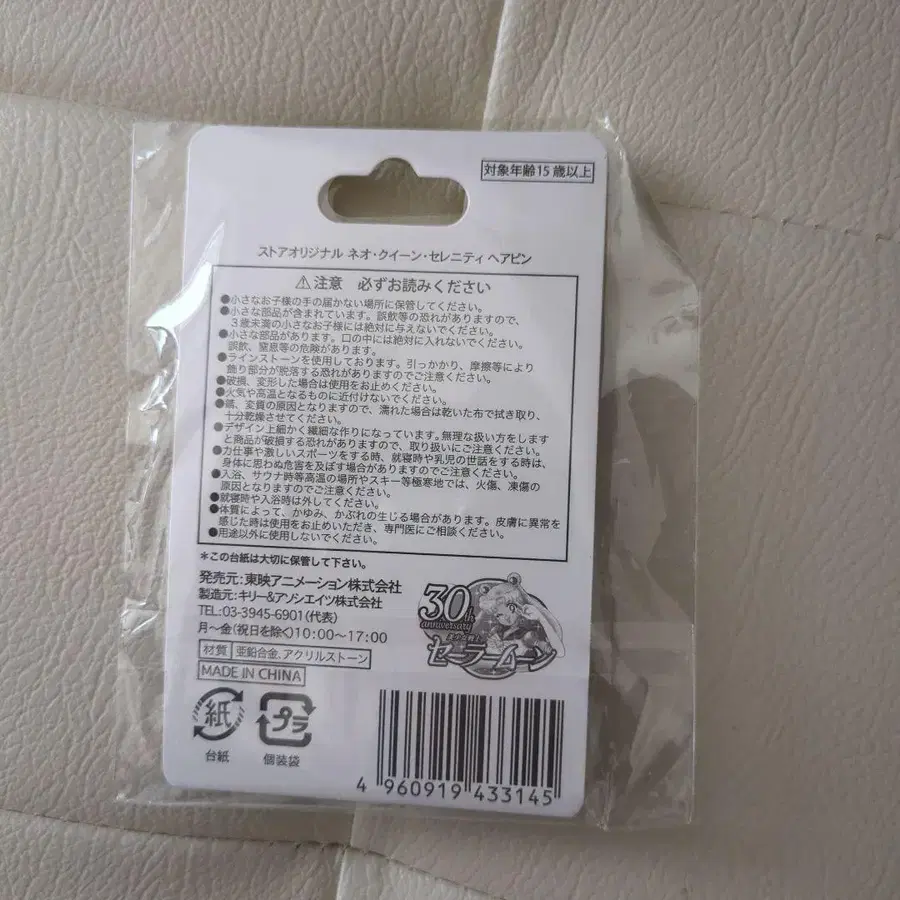 対象年齢15歳以上
ストアオリジナル ネオ・クイーン・セレニティ ヘアピン
⚠注意 必ずお読みください
●小さなお子様の手の届かない場所に保管してください。
●小さな部品が含まれています。誤飲等の恐れがありますので、
3歳未満の小さなお子様には絶対に与えないでください。
●小さな部品があります。口の中には絶対に入れないでください。
誤飲、窒息等の危険があります。
●ラインストーンを使用しております。引っかかり、摩擦等により
飾り部分が脱落する恐れがありますのでご注意ください。
●破損、変形した場合は使用をお止めください。
●火気や高温となるものに近付けないでください。
●錆、変質の原因となりますので、濡れた場合は乾いた布で拭き取り、
十分乾燥させてください。
●デザイン上細かく繊細な作りになっています。無理な扱い方をします
と商品が破損する恐れがありますので、取り扱いにご注意ください。
●力仕事や激しいスポーツをする時、就寝時や乳児の世話をする時は、
身体に思わぬ危害を及ぼす場合がありますのでご注意ください。
●入浴、サウナ時等高温の場所やスキー等極寒地では、火傷、凍傷の
原因となりますのでご注意ください。
●就寝時や入浴時は外してください。
●体質によって、かゆみ、かぶれの生じる場合があります。皮膚に異常を
感じた時は使用をお止めいただき、専門医にご相談ください。
●用途以外に使用しないでください。
＊この台紙は大切に保管して下さい。
発売元:東映アニメーション株式会社
製造元:キリー&アソシエイツ株式会社
TEL:03-3945-6901(代表)
月〜金(祝日を除く)10:00〜17:00
材質 亜鉛合金、アクリルストーン
MADE IN CHINA
30th
anniversary
美少女戦士
セーラームーン
紙
台紙
プラ
個装袋
4 960919 433145